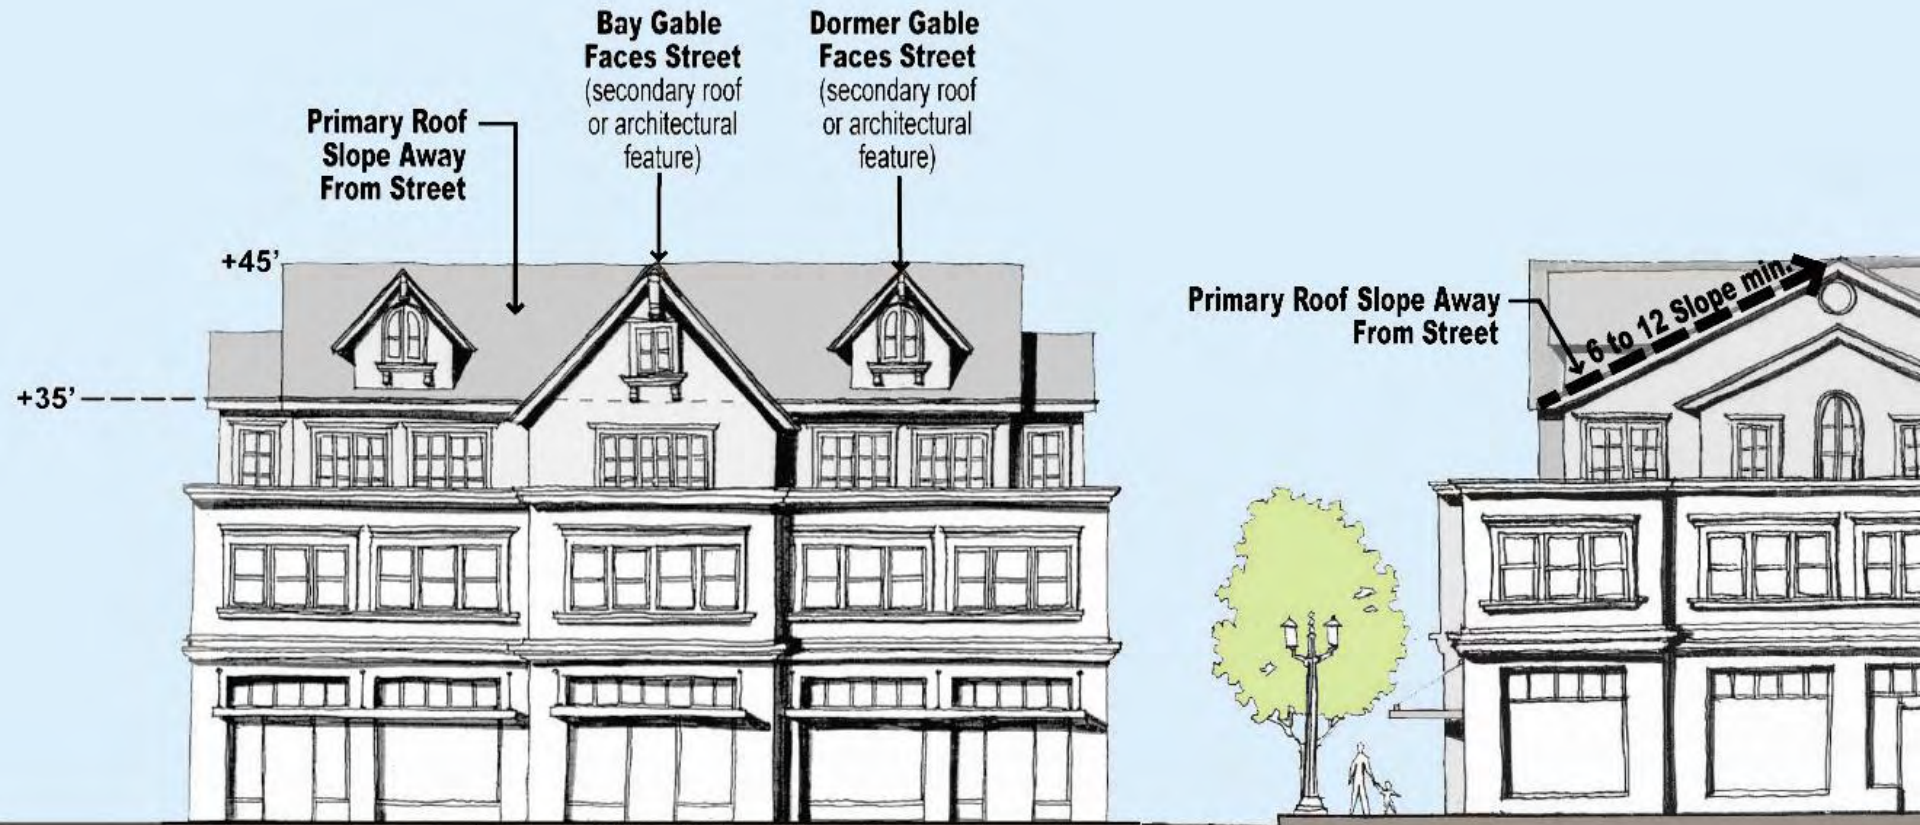 Bay Gable
Faces Street
(secondary roof
or architectural
feature)
Dormer Gable
Faces Street
(secondary roof
or architectural
feature)
Primary Roof
Slope Away
From Street
+45'
+35'
Primary Roof Slope Away
From Street
6 to 12 Slope min.